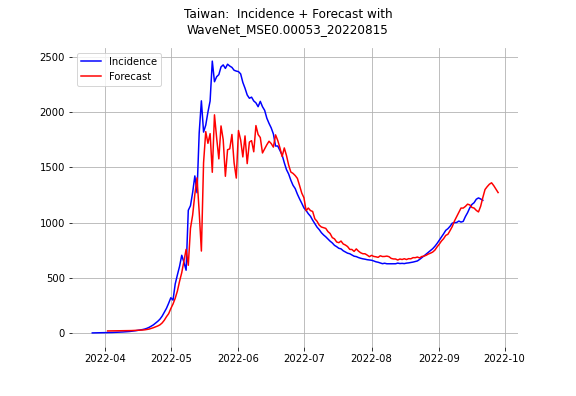 Taiwan:  Incidence + Forecast with
WaveNet_MSE0.00053_20220815
Incidence
Forecast
2500
2000
1500
1000
500
0
2022-04 2022-05 2022-06 2022-07 2022-08 2022-09 2022-10